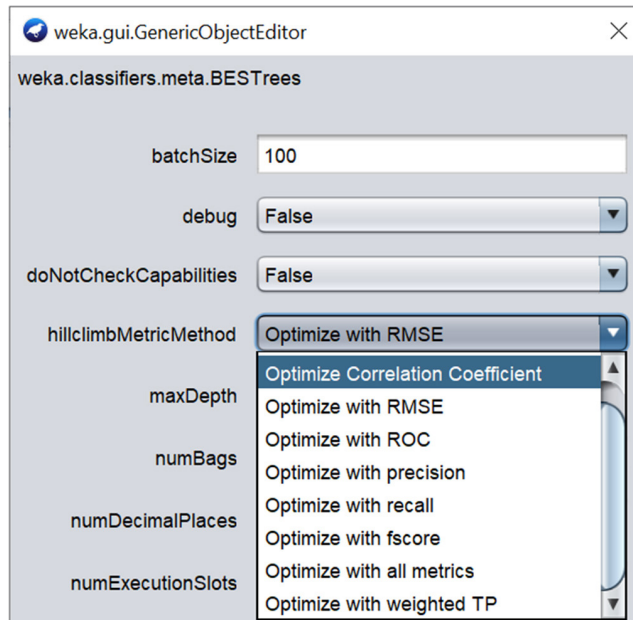 weka.gui.GenericObjectEditor
weka.classifiers.meta.BESTrees
batchSize 100
debug False
doNotCheckCapabilities False
hillclimbMetricMethod Optimize with RMSE
Optimize Correlation Coefficient
maxDepth
Optimize with RMSE
Optimize with ROC
numBags
Optimize with precision
Optimize with recall
numDecimalPlaces
Optimize with fscore
Optimize with all metrics
numExecutionSlots
Optimize with weighted TP